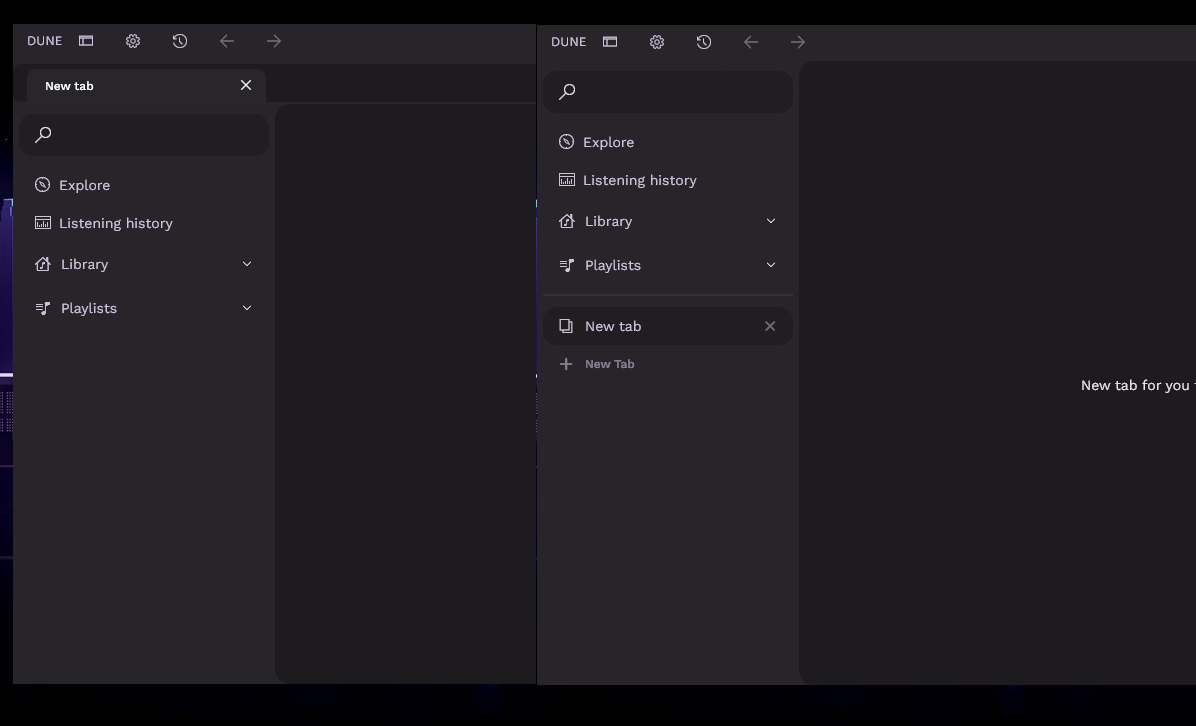 DUNE
New tab
Explore
Listening history
Library
Playlists
DUNE
Explore
Listening history
Library
Playlists
New tab
New Tab
New tab for you